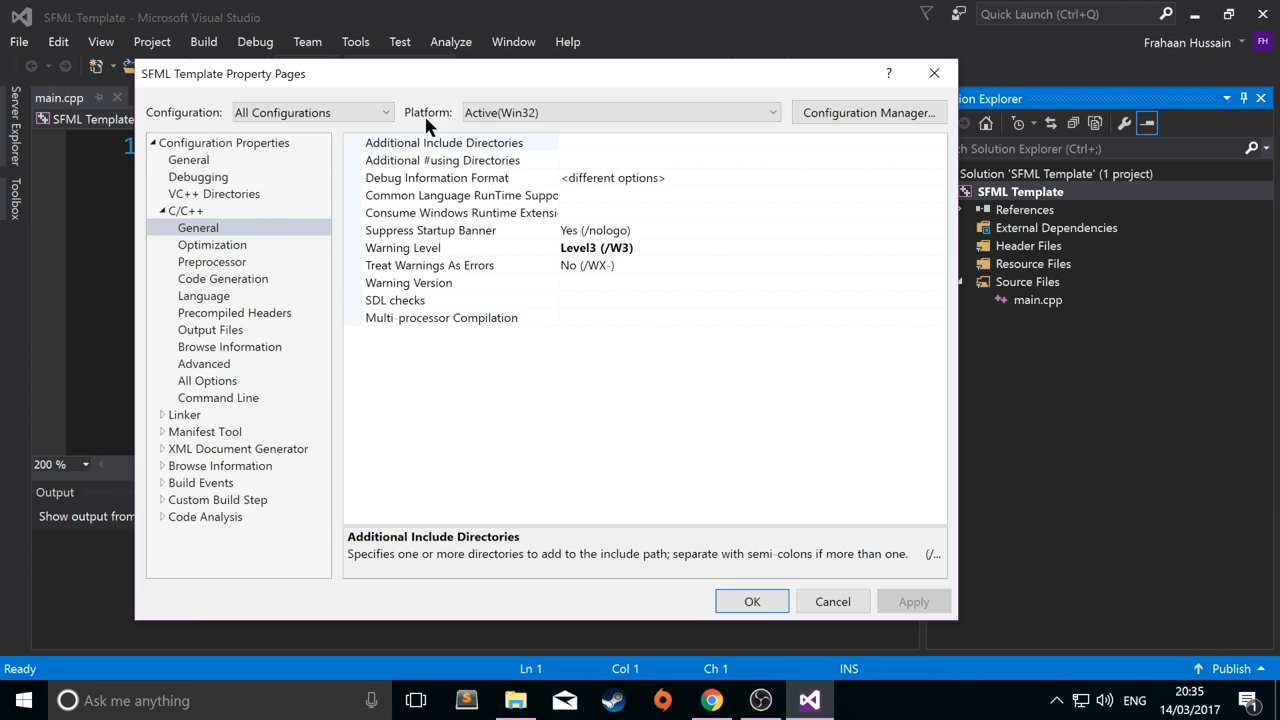 SFML Template - Microsoft Visual Studio
Quick Launch (Ctrl+Q)
File Edit View Project Build Debug Team Tools Test Analyze Window Help
Frahaan Hussain FH
SFML Template Property Pages
?
main.cpp
ion Explorer
Configuration: All Configurations Platform: Active(Win32) Configuration Manager...
SFML Template
1
Server Explorer
Toolbox
Configuration Properties
General
Debugging
VC++ Directories
C/C++
General
Optimization
Preprocessor
Code Generation
Language
Precompiled Headers
Output Files
Browse Information
Advanced
All Options
Command Line
Linker
Manifest Tool
XML Document Generator
Browse Information
Build Events
Custom Build Step
Code Analysis
Additional Include Directories
Additional #using Directories
Debug Information Format <different options>
Common Language RunTime Suppo
Consume Windows Runtime Extensi
Suppress Startup Banner Yes (/nologo)
Warning Level Level3 (/W3)
Treat Warnings As Errors No (/WX-)
Warning Version
SDL checks
Multi-processor Compilation
Additional Include Directories
Specifies one or more directories to add to the include path; separate with semi-colons if more than one. (/...
OK Cancel Apply
ch Solution Explorer (Ctrl+;)
Solution 'SFML Template' (1 project)
SFML Template
References
External Dependencies
Header Files
Resource Files
Source Files
main.cpp
200 %
Output
Show output from
Ready Ln 1 Col 1 Ch 1 INS Publish
Ask me anything
ENG
20:35
14/03/2017
1